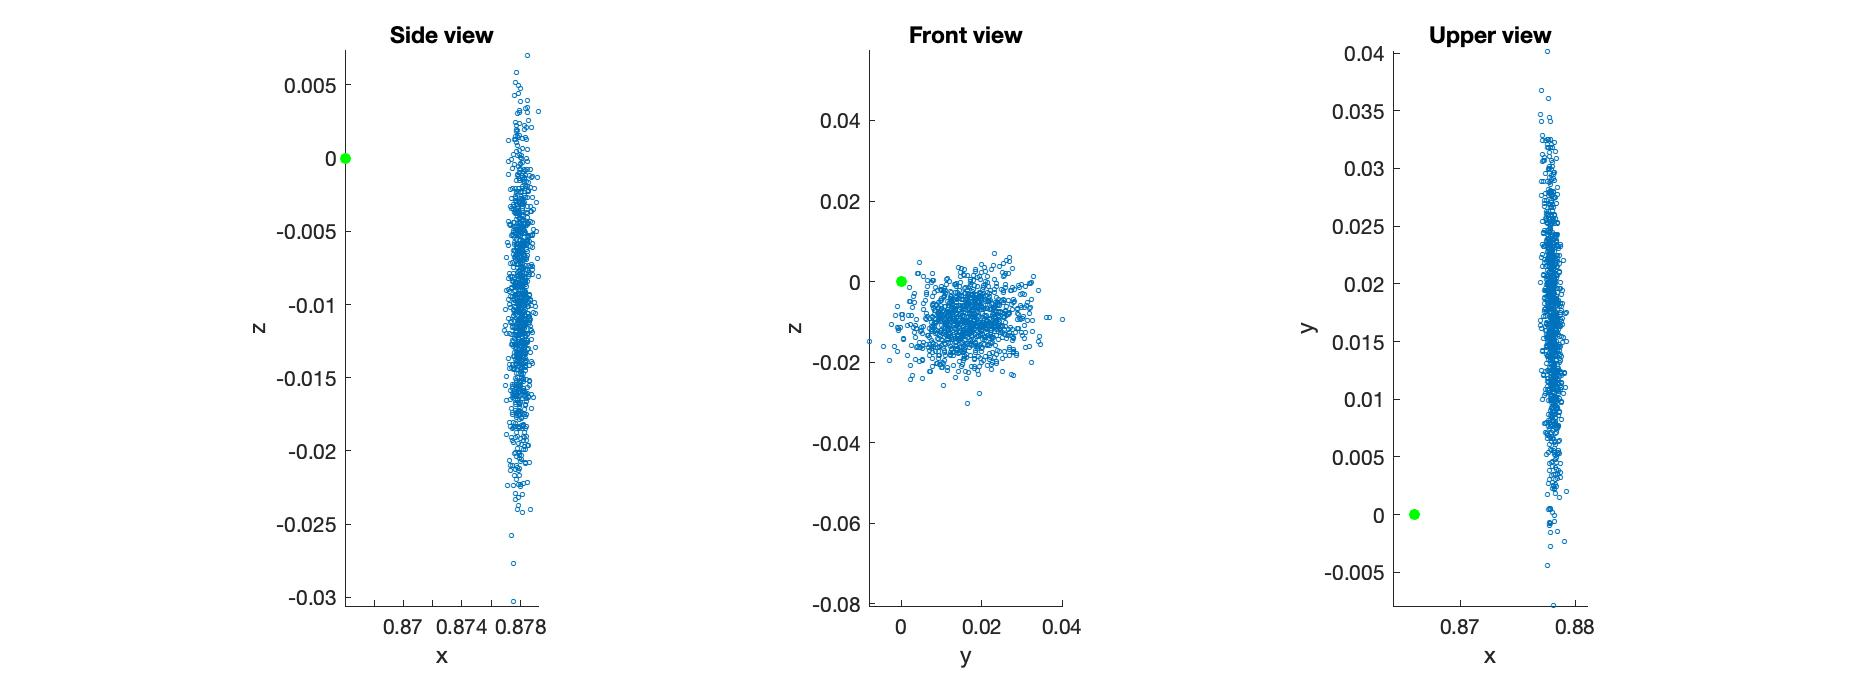 Side view
0.005
0
-0.005
-0.01
-0.015
-0.02
-0.025
-0.03
z
0.87 0.874 0.878
x
Front view
0.04
0.02
0
-0.02
-0.04
-0.06
-0.08
z
0 0.02 0.04
y
Upper view
0.04
0.035
0.03
0.025
0.02
0.015
0.01
0.005
0
-0.005
y
0.87 0.88
x